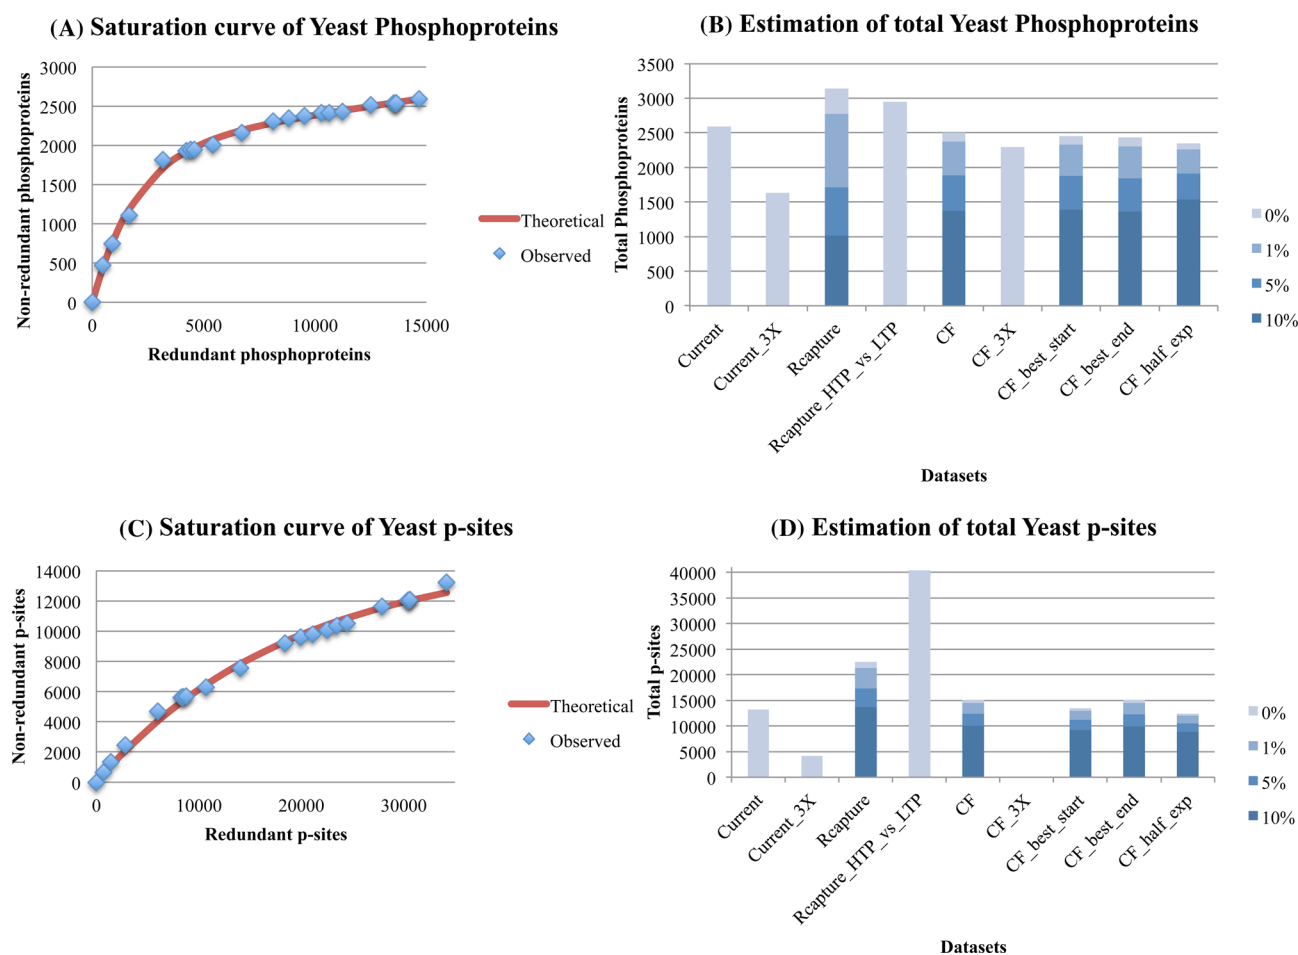 (A) Saturation curve of Yeast Phosphoproteins
Non-redundant phosphoproteins
3000
2500
2000
1500
1000
500
0
0 5000 10000 15000
Redundant phosphoproteins
Theoretical
Observed
(B) Estimation of total Yeast Phosphoproteins
Total Phosphoproteins
3500
3000
2500
2000
1500
1000
500
0
Current
Current_3X
Rcapture
Rcapture_HTP_vs_LTP
CF
CF_3X
CF_best_start
CF_best_end
CF_half_exp
Datasets
0%
1%
5%
10%
(C) Saturation curve of Yeast p-sites
Non-redundant p-sites
14000
12000
10000
8000
6000
4000
2000
0
0 10000 20000 30000
Redundant p-sites
Theoretical
Observed
(D) Estimation of total Yeast p-sites
Total p-sites
40000
35000
30000
25000
20000
15000
10000
5000
0
Current
Current_3X
Rcapture
Rcapture_HTP_vs_LTP
CF
CF_3X
CF_best_start
CF_best_end
CF_half_exp
Datasets
0%
1%
5%
10%